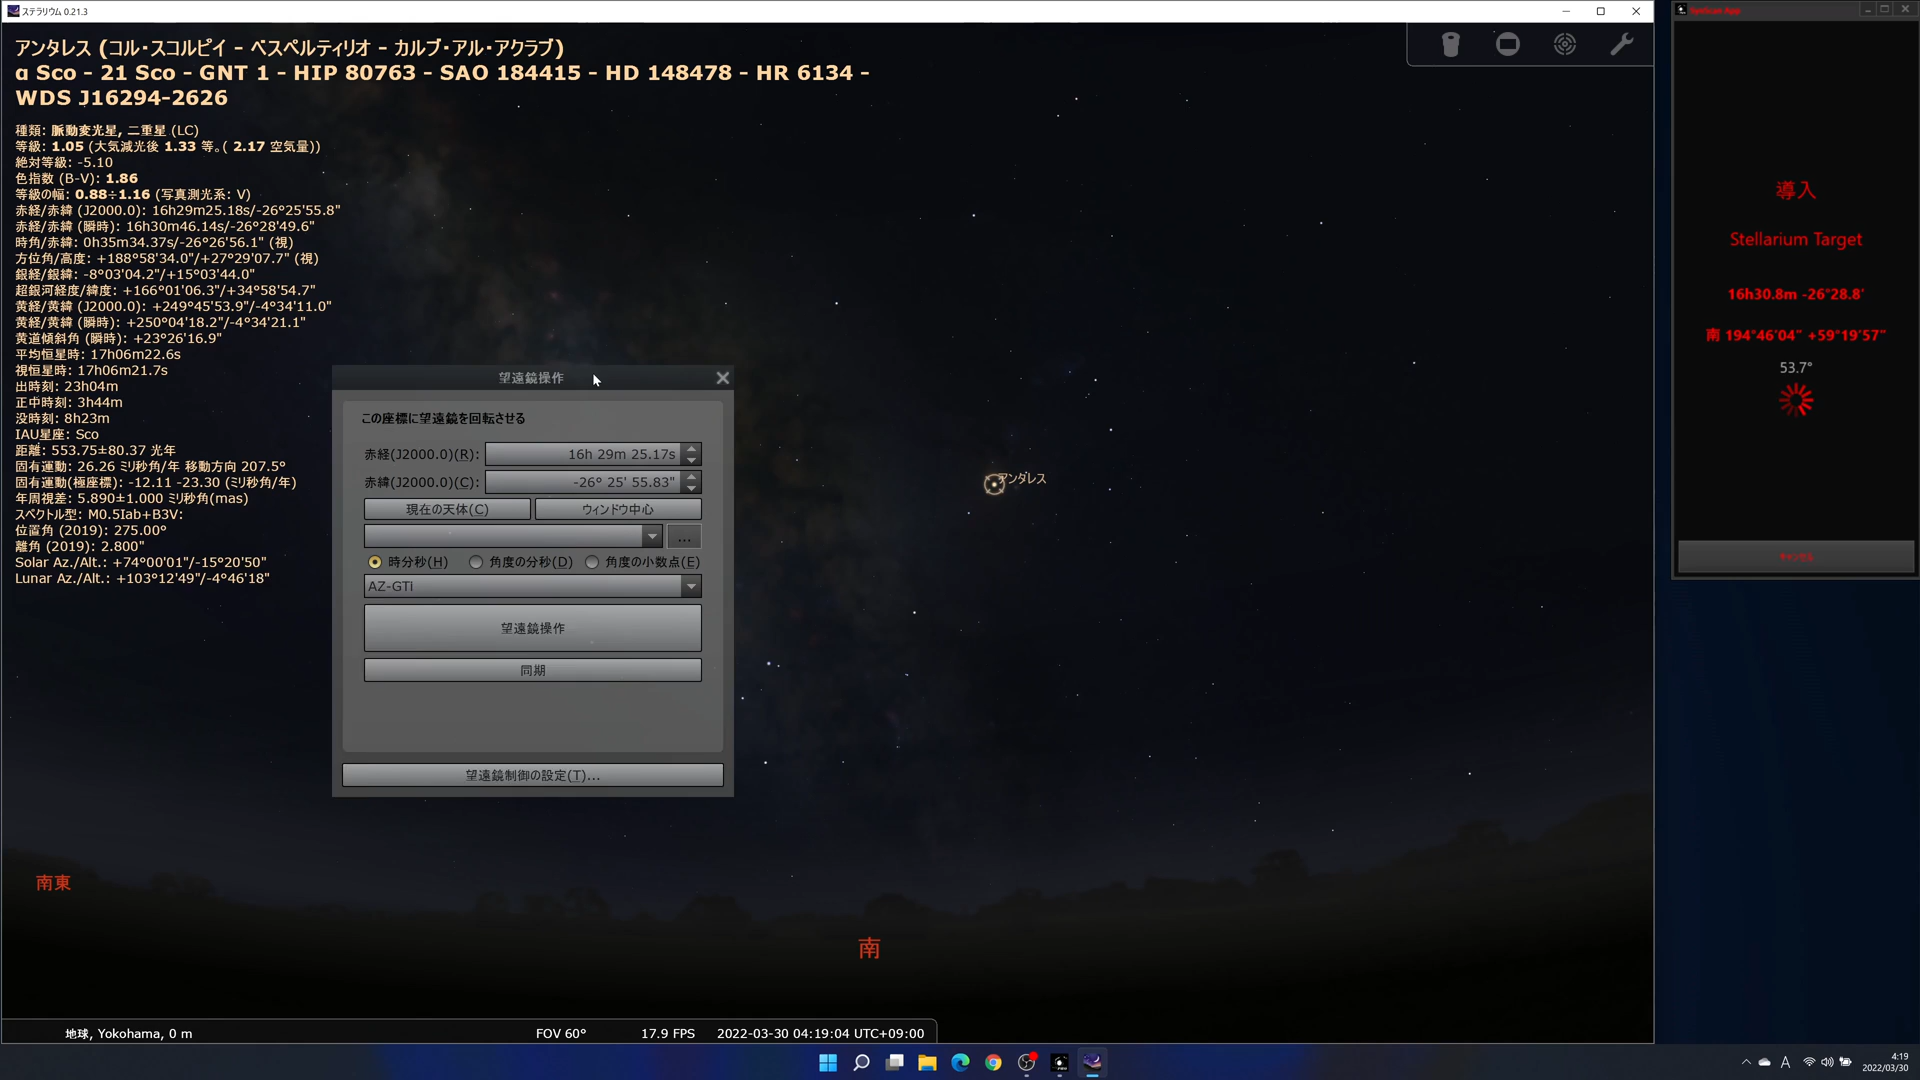 ステラリウム 0.21.3
アンタレス (コル・スコルピイ - ベスペルティリオ - カルブ・アル・アクラブ)
α Sco - 21 Sco - GNT 1 - HIP 80763 - SAO 184415 - HD 148478 - HR 6134 -
WDS J16294-2626
種類: 脈動変光星, 二重星 (LC)
等級: 1.05 (大気減光後 1.33 等。( 2.17 空気量))
絶対等級: -5.10
色指数 (B-V): 1.86
等級の幅: 0.88÷1.16 (写真測光系: V)
赤経/赤緯 (J2000.0): 16h29m25.18s/-26°25'55.8"
赤経/赤緯 (瞬時): 16h30m46.14s/-26°28'49.6"
時角/赤緯: 0h35m34.37s/-26°26'56.1" (視)
方位角/高度: +188°58'34.0"/+27°29'07.7" (視)
銀経/銀緯: -8°03'04.2"/+15°03'44.0"
超銀河経度/緯度: +166°01'06.3"/+34°58'54.7"
黄経/黄緯 (J2000.0): +249°45'53.9"/-4°34'11.0"
黄経/黄緯 (瞬時): +250°04'18.2"/-4°34'21.1"
黄道傾斜角 (瞬時): +23°26'16.9"
平均恒星時: 17h06m22.6s
視恒星時: 17h06m21.7s
出時刻: 23h04m
正中時刻: 3h44m
没時刻: 8h23m
IAU星座: Sco
距離: 553.75±80.37 光年
固有運動: 26.26 ミリ秒角/年 移動方向 207.5°
固有運動(極座標): -12.11 -23.30 (ミリ秒角/年)
年周視差: 5.890±1.000 ミリ秒角(mas)
スペクトル型: M0.5Iab+B3V:
位置角 (2019): 275.00°
離角 (2019): 2.800"
Solar Az./Alt.: +74°00'01"/-15°20'50"
Lunar Az./Alt.: +103°12'49"/-4°46'18"
望遠鏡操作
この座標に望遠鏡を回転させる
赤経(J2000.0)(R): 16h 29m 25.17s
赤緯(J2000.0)(C): -26° 25' 55.83"
現在の天体(C) ウィンドウ中心
...
時分秒(H) 角度の分秒(D) 角度の小数点(E)
AZ-GTi
望遠鏡操作
同期
望遠鏡制御の設定(T)...
アンタレス
南東
南
地球, Yokohama, 0 m FOV 60° 17.9 FPS 2022-03-30 04:19:04 UTC+09:00
SynScan App
導入
Stellarium Target
16h30.8m -26°28.8'
南 194°46'04" +59°19'57"
53.7°
キャンセル
A
4:19
2022/03/30